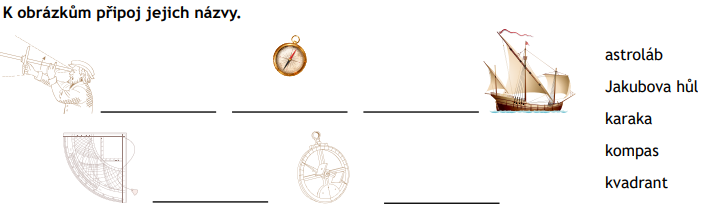 K obrázkům připoj jejich názvy.
astroláb
Jakubova hůl
karaka
kompas
kvadrant